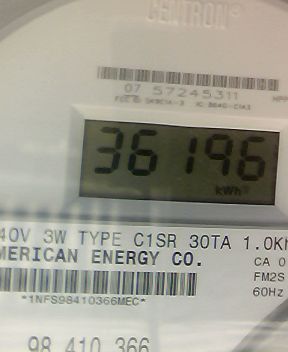 CENTRON®
07 57245311
36196
kWh
40V 3W TYPE C1SR 30TA 1.0Kh
MERICAN ENERGY CO.
CA 0
FM2S
*1NFS98410366MEC*
60Hz
98 410 366